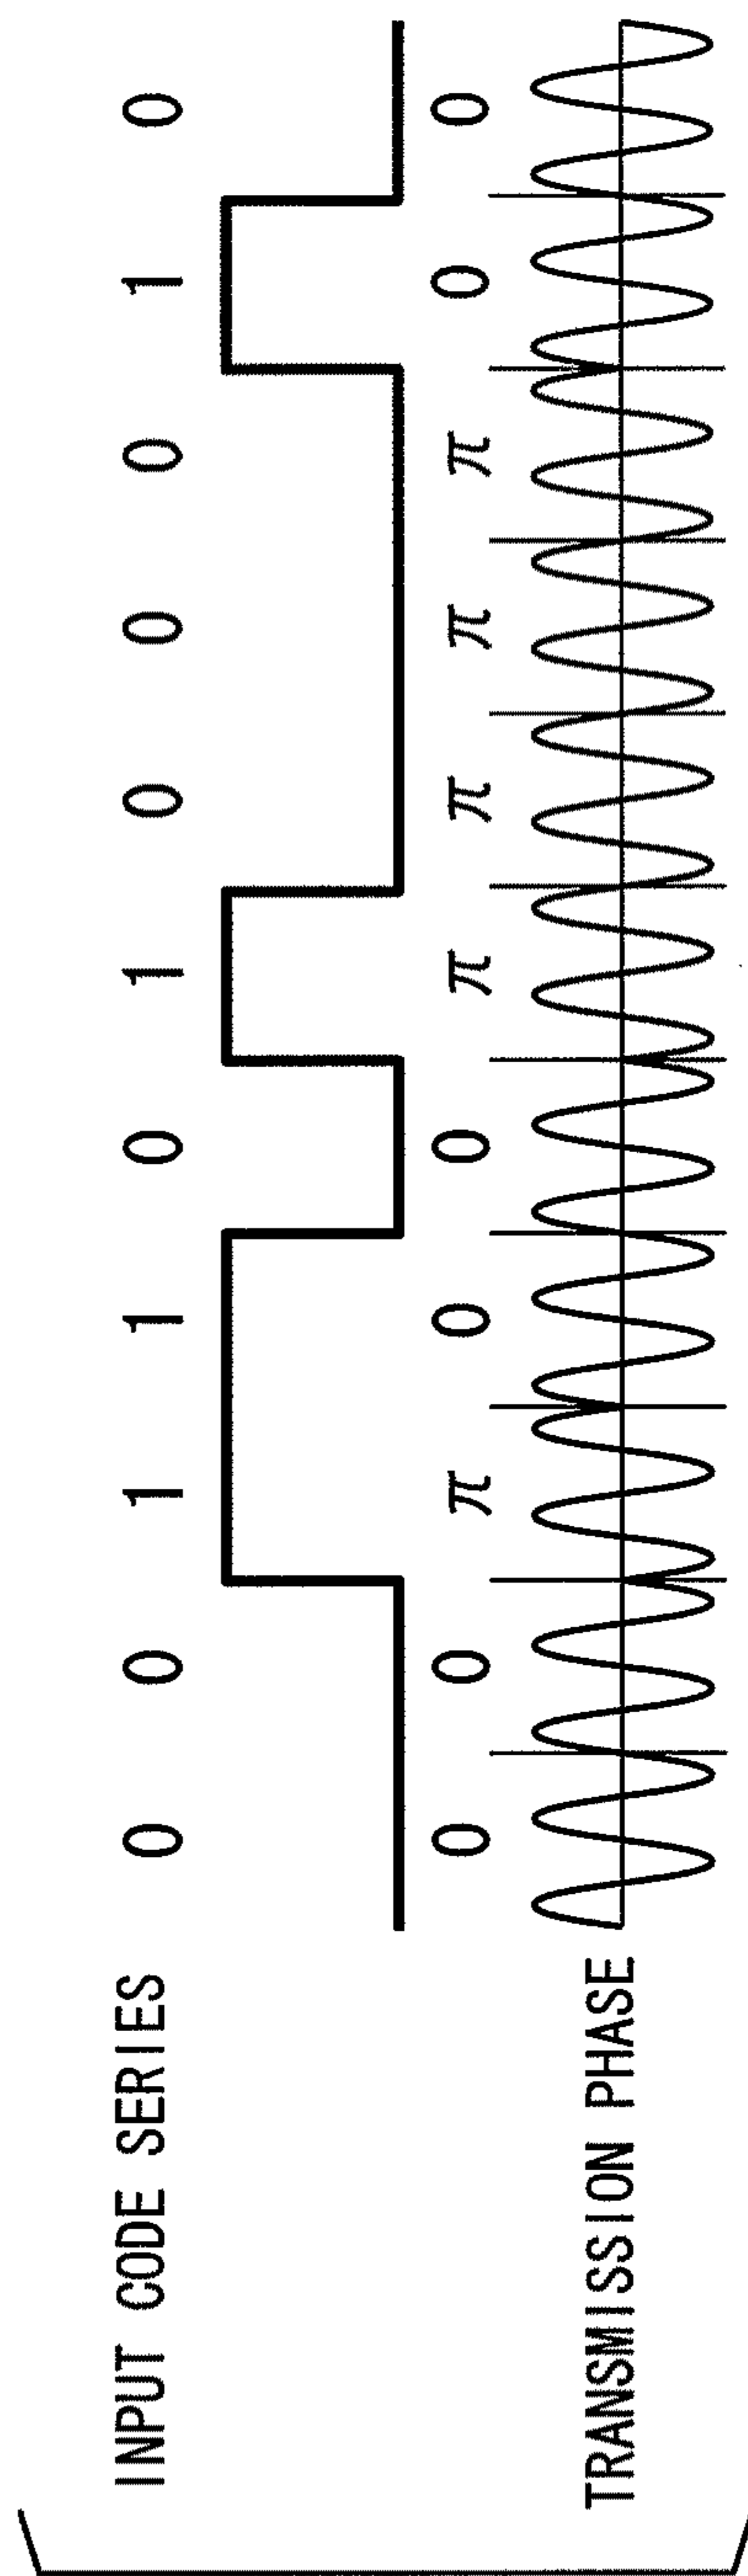 INPUT CODE SERIES 0 0 1 1 0 1 0 0 0 1 0
0 0 π 0 0 π π π π 0 0
TRANSMISSION PHASE